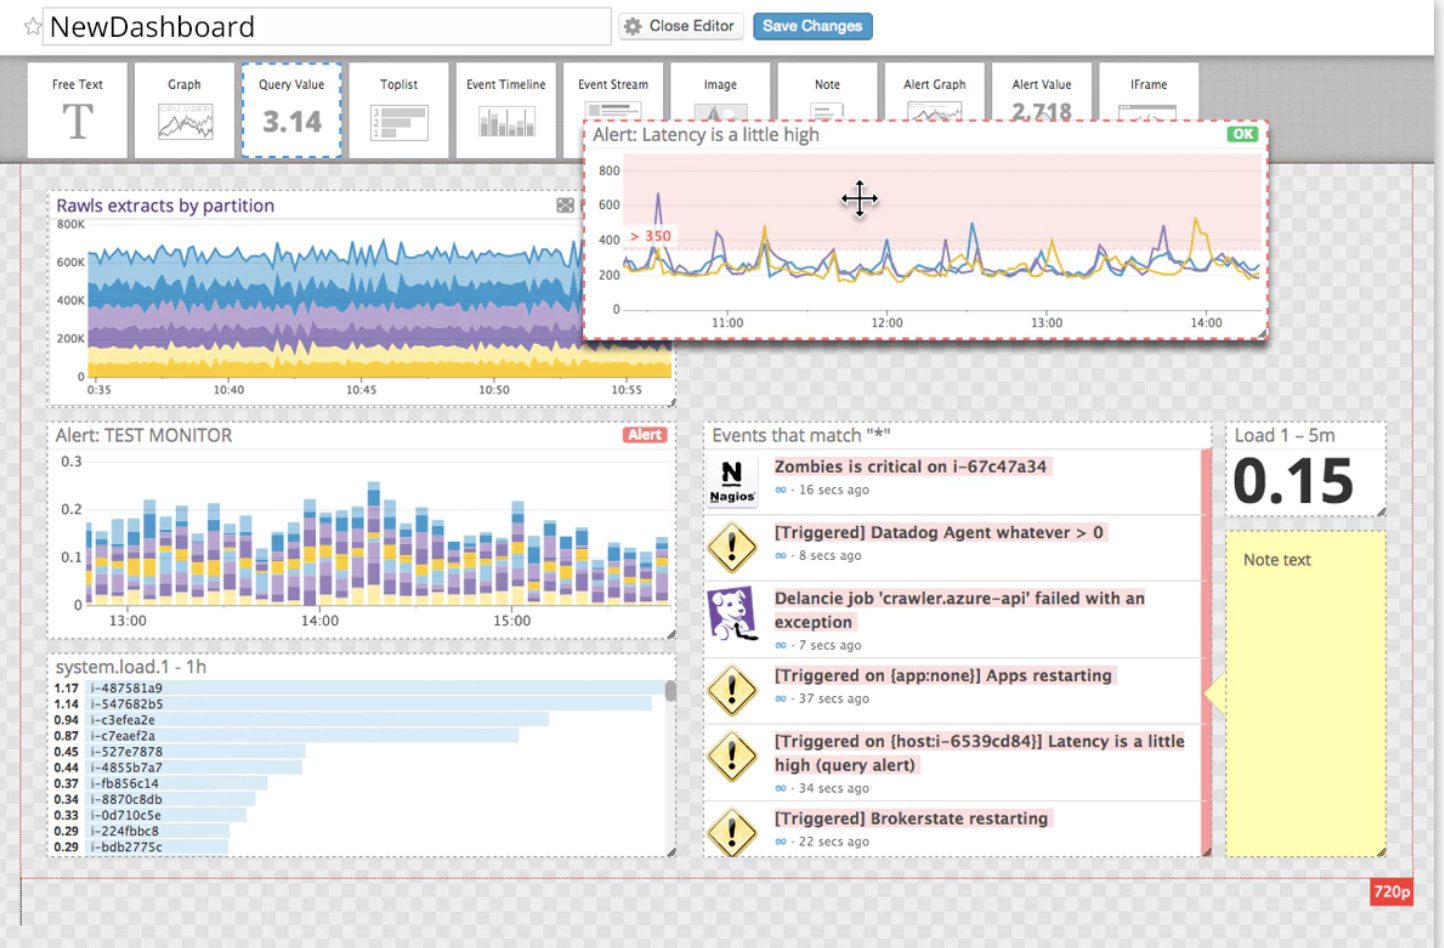 NewDashboard
Close Editor
Save Changes
Free Text
Graph
Query Value
Toplist
Event Timeline
Event Stream
Image
Note
Alert Graph
Alert Value
IFrame
T
CPU.USER
3.14
3
2
1
2.718
Alert: Latency is a little high
OK
800
600
> 350
400
200
0
11:00
12:00
13:00
14:00
Rawls extracts by partition
800K
600K
400K
200K
0
0:35
10:40
10:45
10:50
10:55
Alert: TEST MONITOR
Alert
0.3
0.2
0.1
0
13:00
14:00
15:00
system.load.1 - 1h
1.17 i-487581a9
1.14 i-547682b5
0.94 i-c3efea2e
0.87 i-c7eaef2a
0.45 i-527e7878
0.44 i-4855b7a7
0.37 i-fb856c14
0.34 i-8870c8db
0.33 i-0d710c5e
0.29 i-224fbbc8
0.29 i-bdb2775c
Events that match "*"
N
Nagios®
Zombies is critical on i-67c47a34
∞ · 16 secs ago
[Triggered] Datadog Agent whatever > 0
∞ · 8 secs ago
Delancie job 'crawler.azure-api' failed with an
exception
∞ · 7 secs ago
[Triggered on {app:none}] Apps restarting
∞ · 37 secs ago
[Triggered on {host:i-6539cd84}] Latency is a little
high (query alert)
∞ · 34 secs ago
[Triggered] Brokerstate restarting
∞ · 22 secs ago
Load 1 – 5m
0.15
Note text
720p